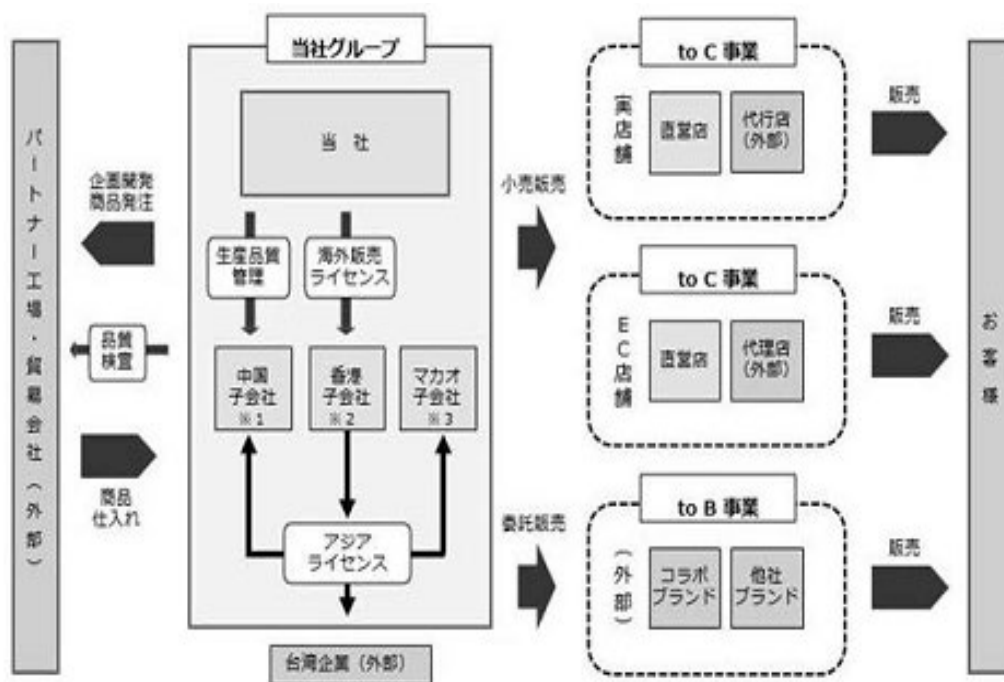 当社グループ
当 社
生産品質
管理
海外販売
ライセンス
中国
子会社
※1
香港
子会社
※2
マカオ
子会社
※3
アジア
ライセンス
台湾企業（外部）
パートナー工場・貿易会社（外部）
企画開発
商品発注
品質
検査
商品
仕入れ
小売販売
委託販売
to C 事業
実店舗
直営店
代行店
（外部）
販売
to C 事業
EC店舗
直営店
代理店
（外部）
販売
to B 事業
（外部）
コラボ
ブランド
他社
ブランド
販売
お客様